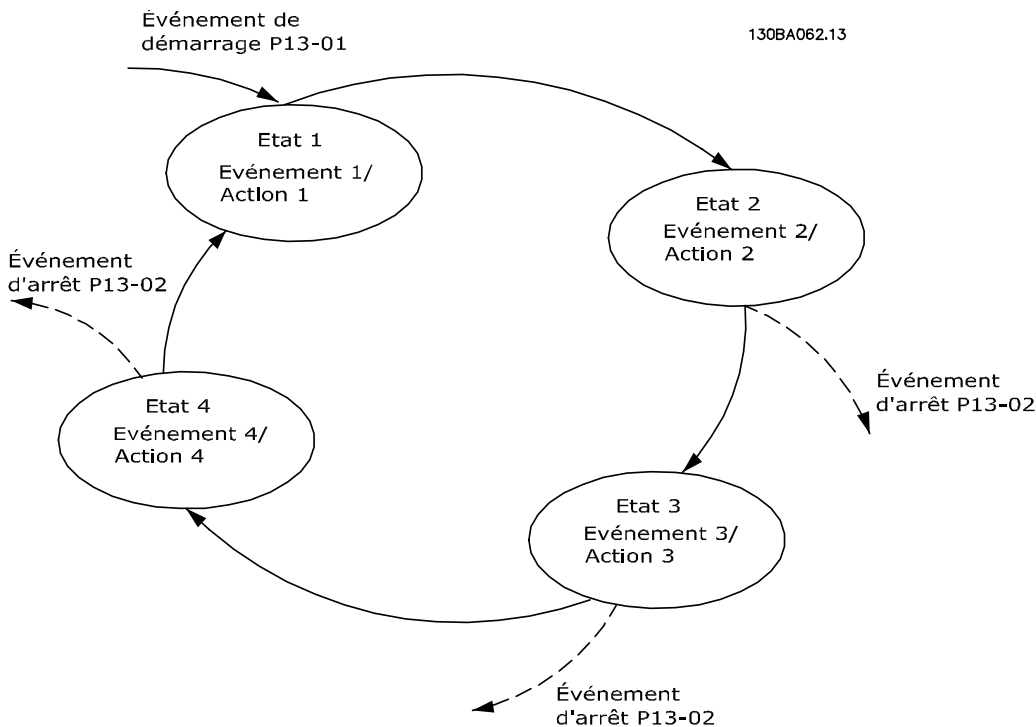 Événement de
démarrage P13-01
130BA062.13
Etat 1
Evénement 1/
Action 1
Etat 2
Evénement 2/
Action 2
Événement
d'arrêt P13-02
Etat 4
Evénement 4/
Action 4
Événement
d'arrêt P13-02
Etat 3
Evénement 3/
Action 3
Événement
d'arrêt P13-02